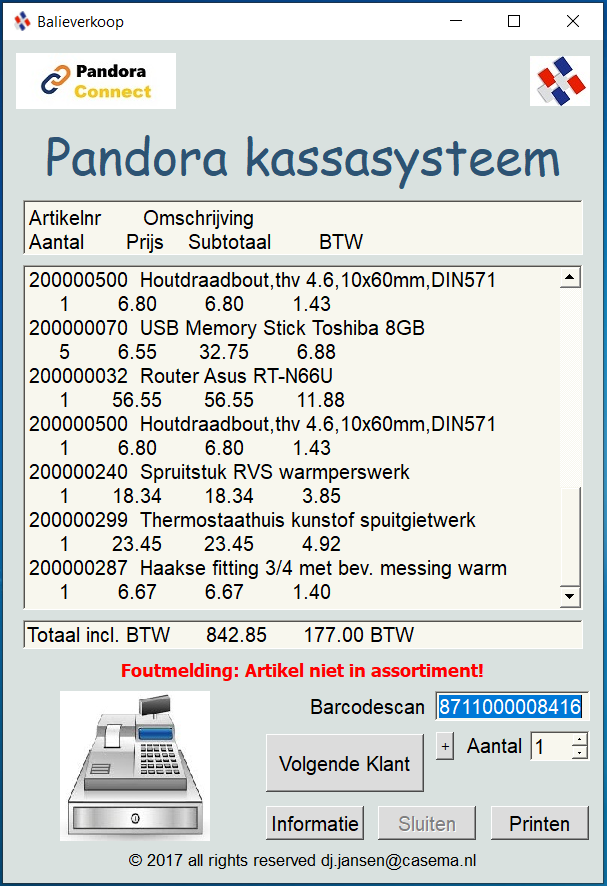 Balieverkoop
Pandora
Connect
Pandora kassasysteem
Artikelnr Omschrijving
Aantal Prijs Subtotaal BTW
200000500 Houtdraadbout,thv 4.6,10x60mm,DIN571
1 6.80 6.80 1.43
200000070 USB Memory Stick Toshiba 8GB
5 6.55 32.75 6.88
200000032 Router Asus RT-N66U
1 56.55 56.55 11.88
200000500 Houtdraadbout,thv 4.6,10x60mm,DIN571
1 6.80 6.80 1.43
200000240 Spruitstuk RVS warmperswerk
1 18.34 18.34 3.85
200000299 Thermostaathuis kunstof spuitgietwerk
1 23.45 23.45 4.92
200000287 Haakse fitting 3/4 met bev. messing warm
1 6.67 6.67 1.40
Totaal incl. BTW 842.85 177.00 BTW
Foutmelding: Artikel niet in assortiment!
Barcodescan 8711000008416
+ Aantal 1
Volgende Klant
Informatie Sluiten Printen
© 2017 all rights reserved dj.jansen@casema.nl